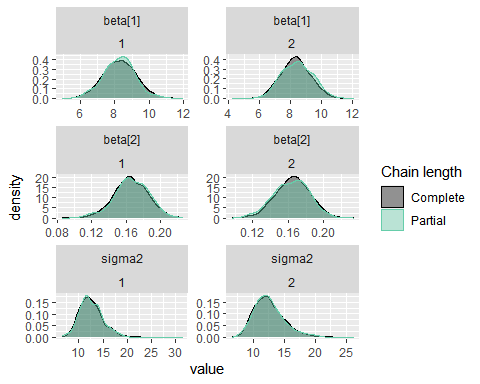 beta[1] beta[1]
1 2
0.4 0.4
0.3 0.3
0.2 0.2
0.1 0.1
0.0 0.0
6 8 10 12 4 6 8 10 12
beta[2] beta[2]
1 2
20 20
15 15
10 10
5 5
0 0
0.08 0.12 0.16 0.20 0.12 0.16 0.20
sigma2 sigma2
1 2
0.15 0.15
0.10 0.10
0.05 0.05
0.00 0.00
10 15 20 25 30 10 15 20 25
value
density
Chain length
Complete
Partial